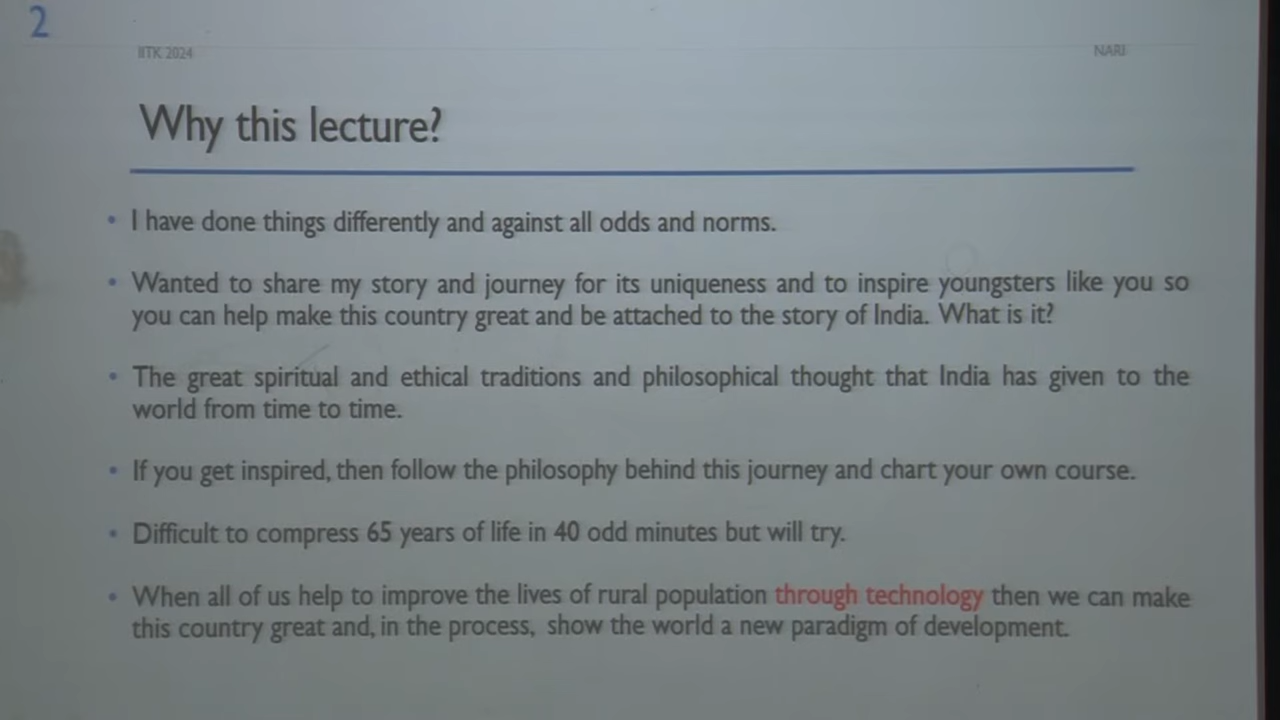 2
IITK 2024
NARI
Why this lecture?
• I have done things differently and against all odds and norms.
• Wanted to share my story and journey for its uniqueness and to inspire youngsters like you so
you can help make this country great and be attached to the story of India. What is it?
• The great spiritual and ethical traditions and philosophical thought that India has given to the
world from time to time.
• If you get inspired, then follow the philosophy behind this journey and chart your own course.
• Difficult to compress 65 years of life in 40 odd minutes but will try.
• When all of us help to improve the lives of rural population through technology then we can make
this country great and, in the process, show the world a new paradigm of development.